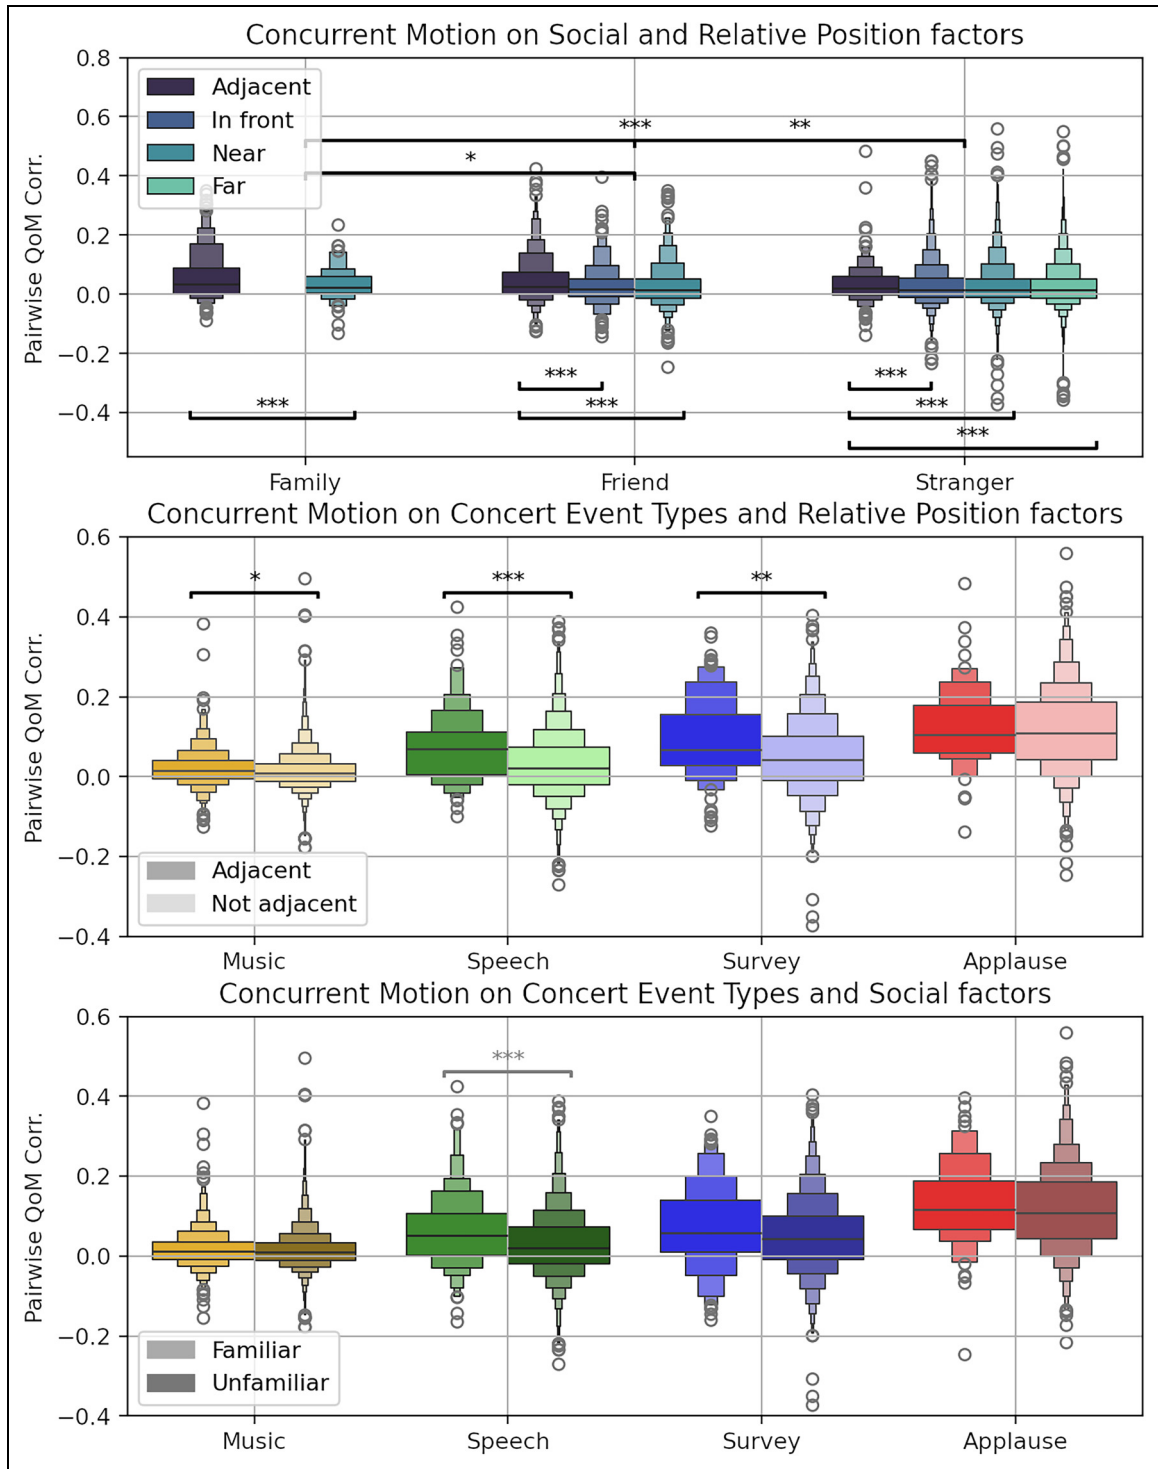 Concurrent Motion on Social and Relative Position factors
0.8
0.6
0.4
0.2
0.0
−0.2
−0.4
Pairwise QoM Corr.
Adjacent
In front
Near
Far
*** **
*
*** ***
*** *** ***
***
Family Friend Stranger
Concurrent Motion on Concert Event Types and Relative Position factors
0.6
0.4
0.2
0.0
−0.2
−0.4
Pairwise QoM Corr.
* *** **
Adjacent
Not adjacent
Music Speech Survey Applause
Concurrent Motion on Concert Event Types and Social factors
0.6
0.4
0.2
0.0
−0.2
−0.4
Pairwise QoM Corr.
***
Familiar
Unfamiliar
Music Speech Survey Applause